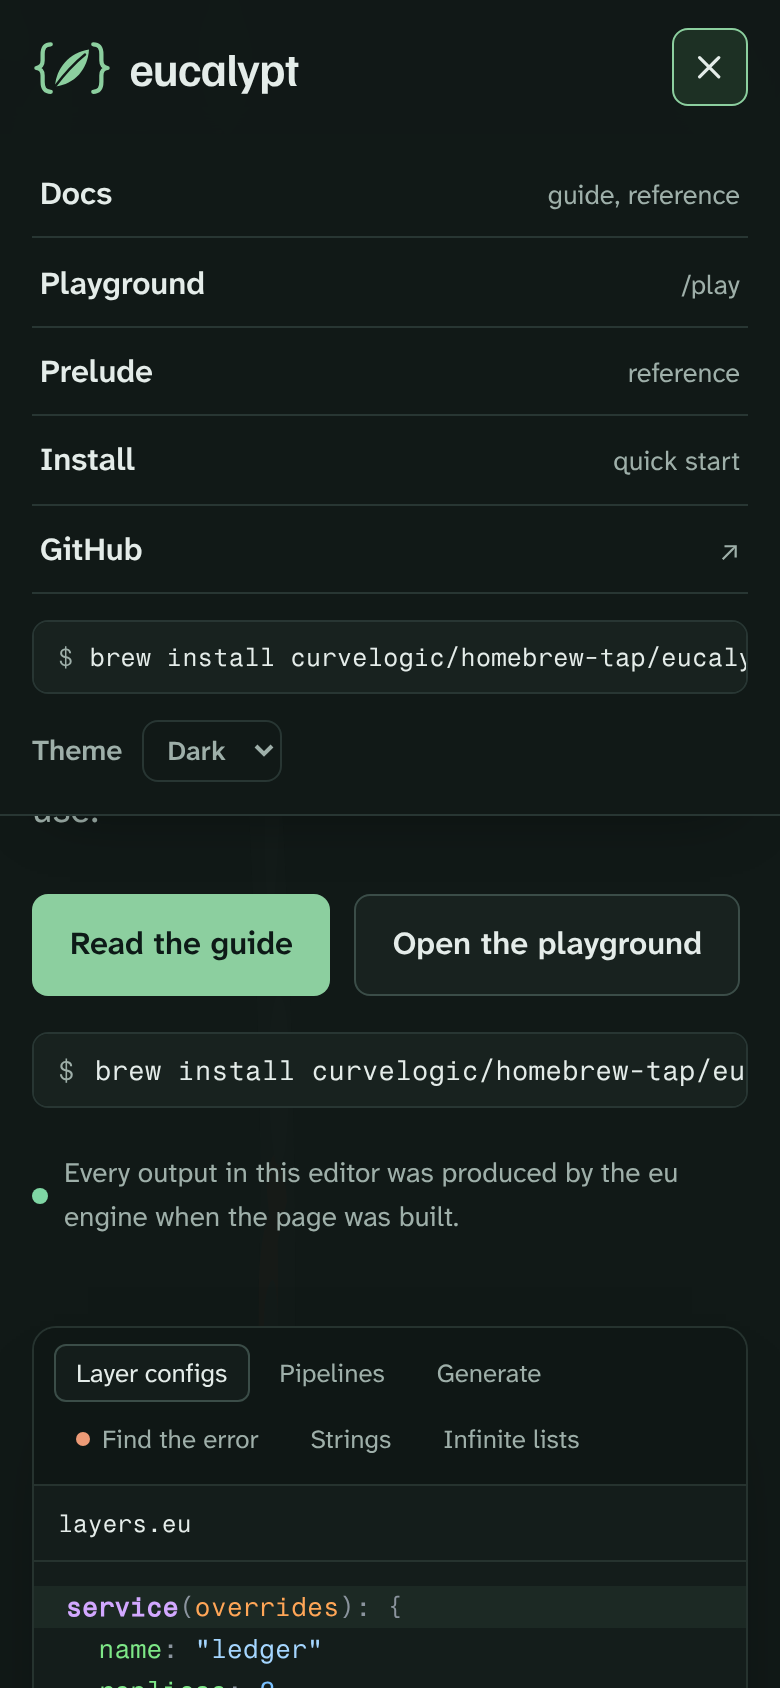 eucalypt
Docs guide, reference
Playground /play
Prelude reference
Install quick start
GitHub ↗
$ brew install curvelogic/homebrew-tap/eucaly
Theme Dark
use.
Read the guide Open the playground
$ brew install curvelogic/homebrew-tap/eu
Every output in this editor was produced by the eu
engine when the page was built.
Layer configs Pipelines Generate
Find the error Strings Infinite lists
layers.eu
service(overrides): {
name: "ledger"